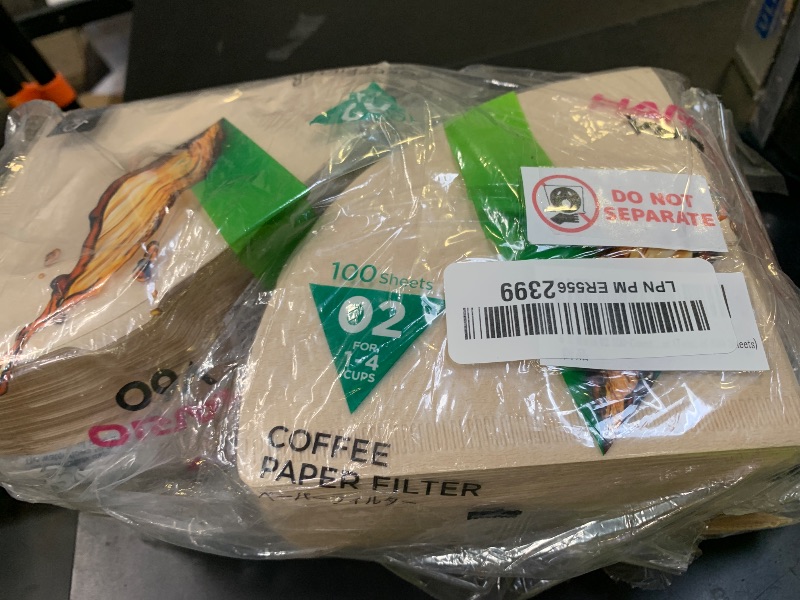 DO NOT
SEPARATE
LPN PM ER556 2399
eets)
100 Sheets
02
FOR
1-4
CUPS
COFFEE
PAPER FILTER
ペーパーフィルター